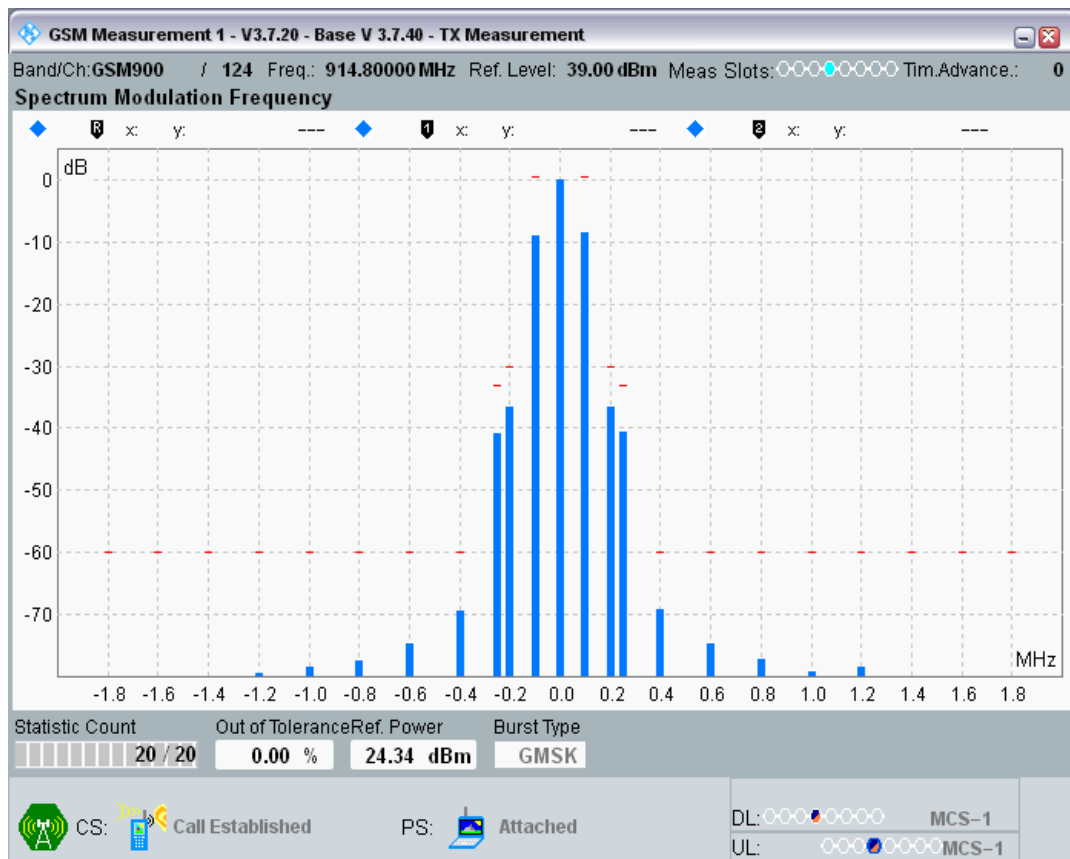 GSM Measurement 1 - V3.7.20 - Base V 3.7.40 - TX Measurement
Band/Ch:GSM900 / 124 Freq.: 914.80000 MHz Ref. Level: 39.00 dBm Meas Slots: Tim.Advance.: 0
Spectrum Modulation Frequency
R x: y: --- 1 x: y: --- 2 x: y: ---
dB
0
-10
-20
-30
-40
-50
-60
-70
MHz
-1.8 -1.6 -1.4 -1.2 -1.0 -0.8 -0.6 -0.4 -0.2 0.0 0.2 0.4 0.6 0.8 1.0 1.2 1.4 1.6 1.8
Statistic Count Out of Tolerance Ref. Power Burst Type
20 / 20 0.00 % 24.34 dBm GMSK
CS: Call Established PS: Attached
DL: MCS-1
UL: MCS-1